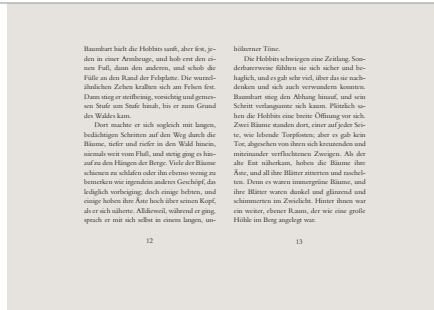 Baumbart hielt die Hobbits sanft, aber fest, je-
den in einer Armbeuge, und hob erst den ei-
nen Fuß, dann den anderen, und schob die
Füße an den Rand der Felsplatte. Die wurzel-
ähnlichen Zehen krallten sich am Felsen fest.
Dann stieg er steifbeinig, vorsichtig und gemes-
sen Stufe um Stufe hinab, bis er zum Grund
des Waldes kam.
Dort machte er sich sogleich mit langen,
bedächtigen Schritten auf den Weg durch die
Bäume, tiefer und tiefer in den Wald hinein,
niemals weit vom Fluß, und stetig ging es hin-
auf zu den Hängen der Berge. Viele der Bäume
schienen zu schlafen oder ihn ebenso wenig zu
bemerken wie irgendein anderes Geschöpf, das
lediglich vorbeiging; doch einige bebten, und
einige hoben ihre Äste hoch über seinen Kopf,
als er sich näherte. Alldieweil, während er ging,
sprach er mit sich selbst in einem langen, un-
12
hölzerner Töne.
Die Hobbits schwiegen eine Zeitlang. Son-
derbarerweise fühlten sie sich sicher und be-
haglich, und es gab sehr viel, über das sie nach-
denken und sich auch verwundern konnten.
Baumbart stieg den Abhang hinauf, und sein
Schritt verlangsamte sich kaum. Plötzlich sa-
hen die Hobbits eine breite Öffnung vor sich.
Zwei Bäume standen dort, einer auf jeder Sei-
te, wie lebende Torpfosten; aber es gab kein
Tor, abgesehen von ihren sich kreuzenden und
miteinander verflochtenen Zweigen. Als der
alte Ent näherkam, hoben die Bäume ihre
Äste, und all ihre Blätter zitterten und raschel-
ten. Denn es waren immergrüne Bäume, und
ihre Blätter waren dunkel und glänzend und
schimmerten im Zwielicht. Hinter ihnen war
ein weiter, ebener Raum, der wie eine große
Höhle im Berg angelegt war.
13